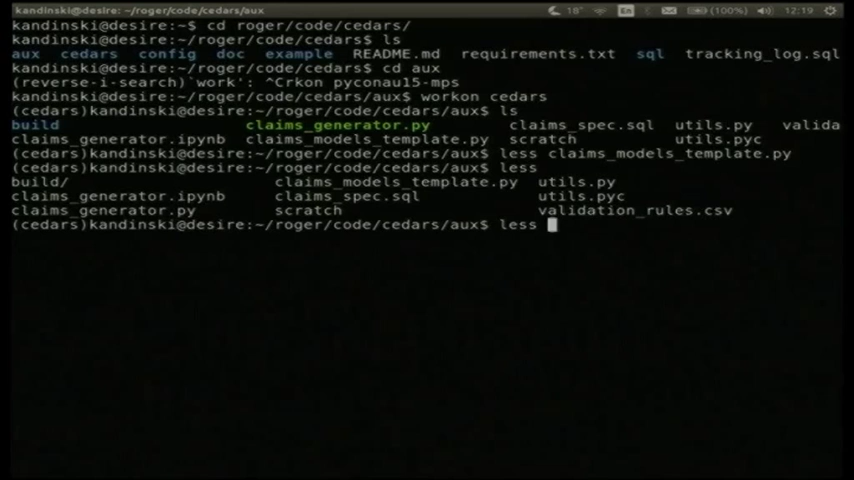 kandinski@desire: ~/roger/code/cedars/aux 18° En (100%) 12:19
kandinski@desire:~$ cd roger/code/cedars/
kandinski@desire:~/roger/code/cedars$ ls
aux cedars config doc example README.md requirements.txt sql tracking_log.sql
kandinski@desire:~/roger/code/cedars$ cd aux
(reverse-i-search)`work': ^Crkon pyconau15-mps
kandinski@desire:~/roger/code/cedars/aux$ workon cedars
(cedars)kandinski@desire:~/roger/code/cedars/aux$ ls
build claims_generator.py claims_spec.sql utils.py valida
claims_generator.ipynb claims_models_template.py scratch utils.pyc
(cedars)kandinski@desire:~/roger/code/cedars/aux$ less claims_models_template.py
(cedars)kandinski@desire:~/roger/code/cedars/aux$ less
build/ claims_models_template.py utils.py
claims_generator.ipynb claims_spec.sql utils.pyc
claims_generator.py scratch validation_rules.csv
(cedars)kandinski@desire:~/roger/code/cedars/aux$ less